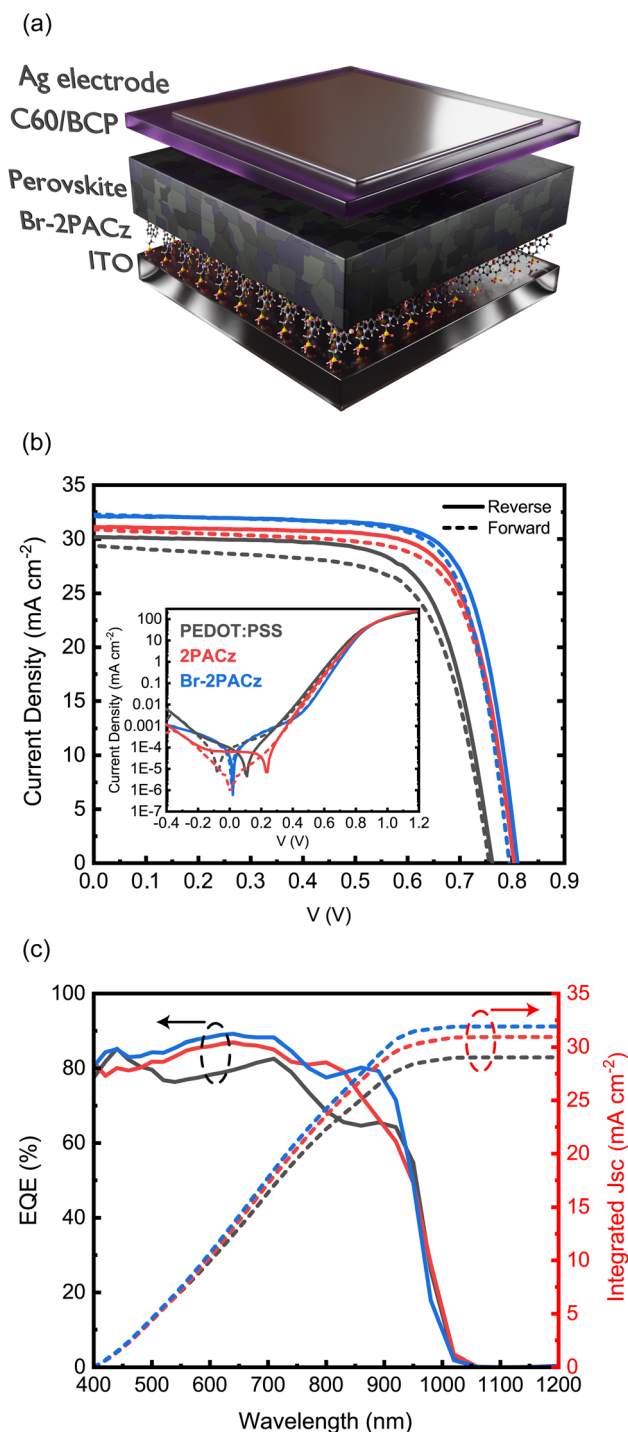 (a)
Ag electrode
C60/BCP
Perovskite
Br-2PACz
ITO
(b)
35
30
25
20
15
10
5
0
Current Density (mA cm⁻²)
0.0 0.1 0.2 0.3 0.4 0.5 0.6 0.7 0.8 0.9
V (V)
Reverse
Forward
PEDOT:PSS
2PACz
Br-2PACz
100
10
1
0.1
0.01
0.001
1E-4
1E-5
1E-6
1E-7
Current Density (mA cm⁻²)
-0.4 -0.2 0.0 0.2 0.4 0.6 0.8 1.0 1.2
V (V)
(c)
100
80
60
40
20
0
EQE (%)
400 500 600 700 800 900 1000 1100 1200
Wavelength (nm)
35
30
25
20
15
10
5
0
Integrated Jsc (mA cm⁻²)